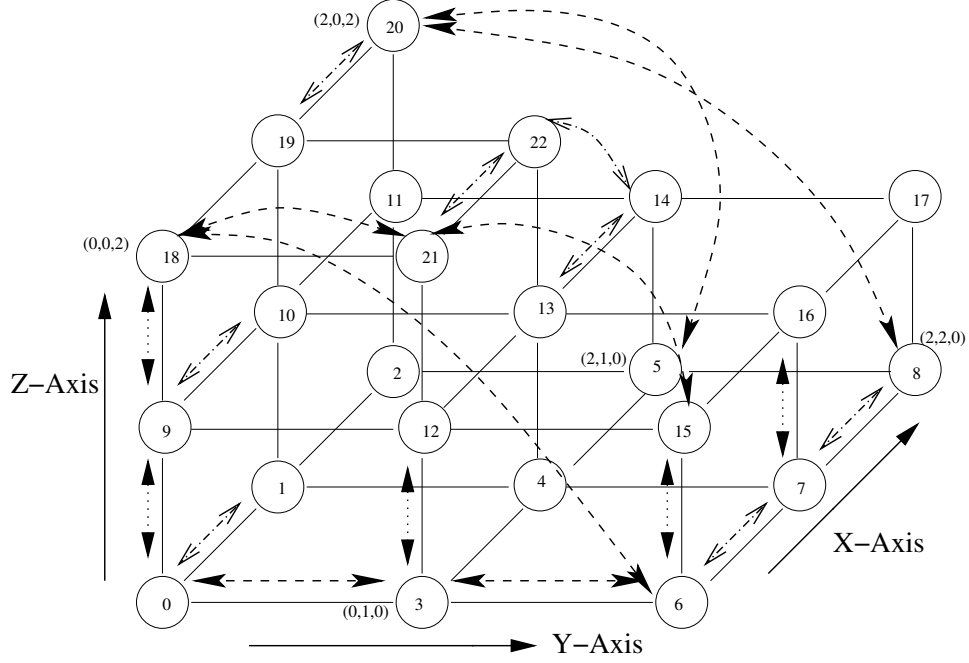 (2,0,2) 20
19 22
11 14 17
(0,0,2) 18 21
10 13 16
Z-Axis 2 (2,1,0) 5 (2,2,0) 8
9 12 15
1 4 7
X-Axis
0 (0,1,0) 3 6
Y-Axis